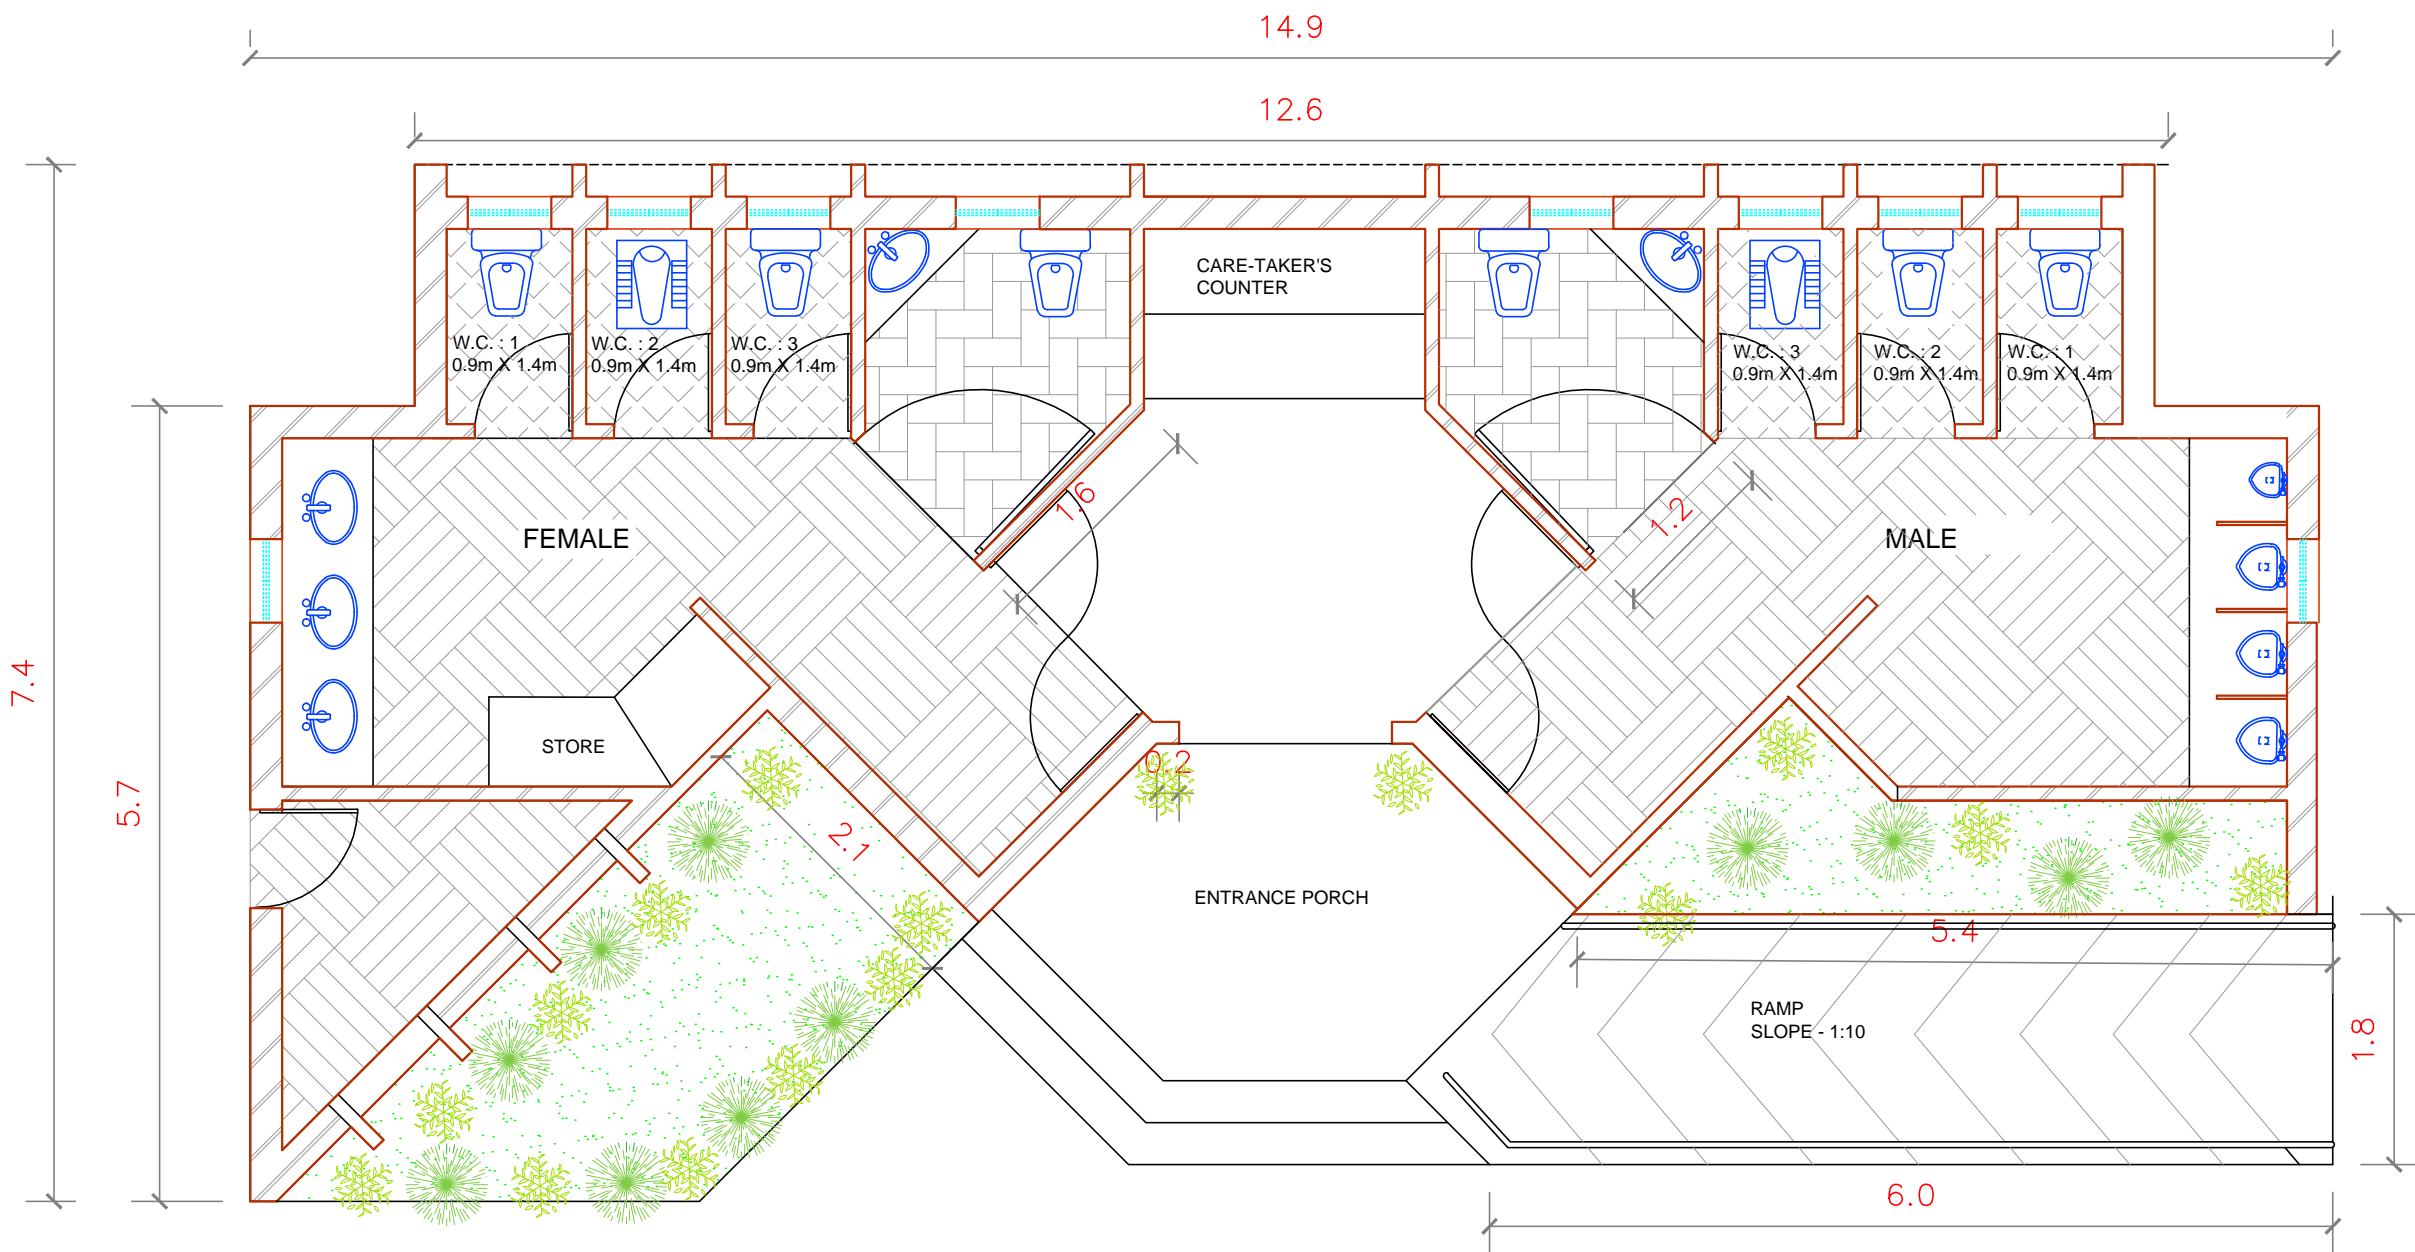 14.9
12.6
CARE-TAKER'S
COUNTER
W.C. : 1
0.9m X 1.4m
W.C. : 2
0.9m X 1.4m
W.C. : 3
0.9m X 1.4m
W.C. : 3
0.9m X 1.4m
W.C. : 2
0.9m X 1.4m
W.C. : 1
0.9m X 1.4m
1.6
1.2
FEMALE
MALE
7.4
STORE
0.2
5.7
2.1
ENTRANCE PORCH
5.4
RAMP
SLOPE - 1:10
1.8
6.0